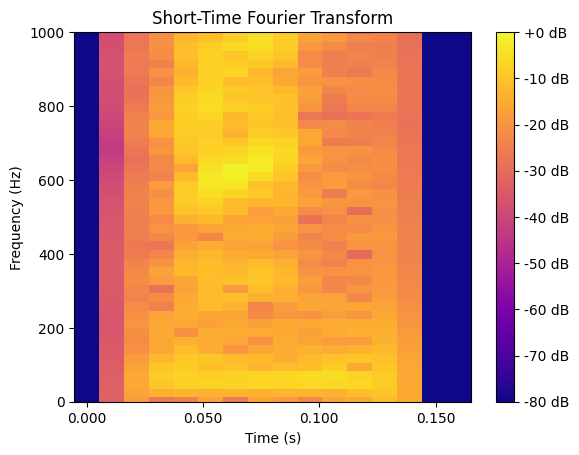 Short-Time Fourier Transform
1000
800
600
400
200
0
Frequency (Hz)
0.000
0.050
0.100
0.150
Time (s)
+0 dB
-10 dB
-20 dB
-30 dB
-40 dB
-50 dB
-60 dB
-70 dB
-80 dB